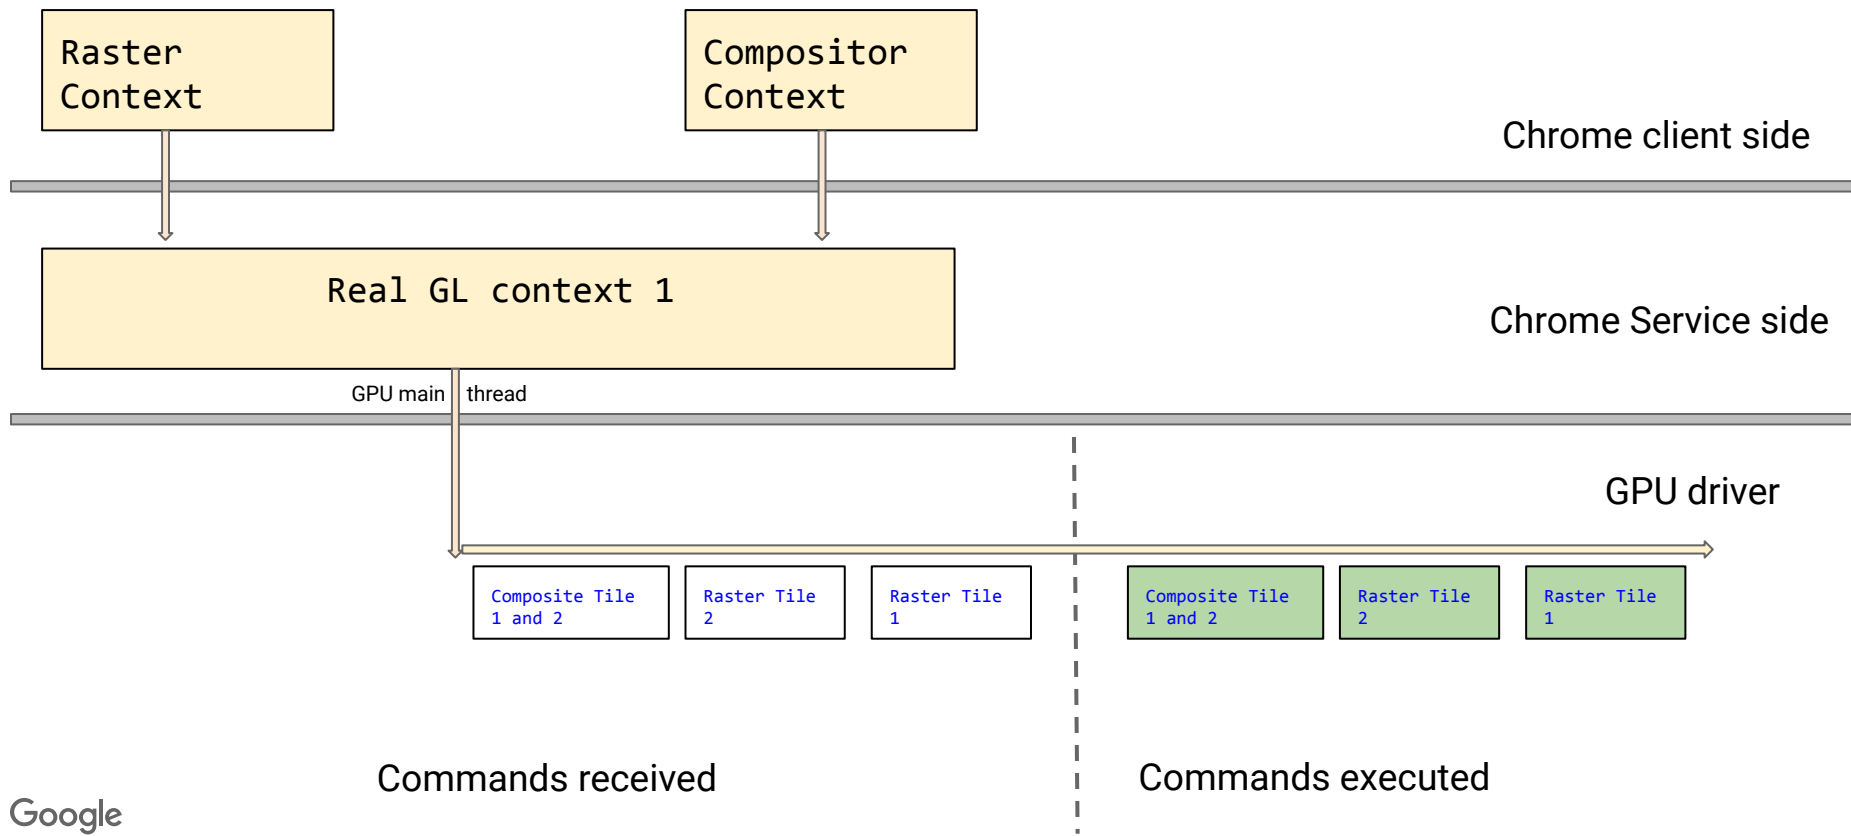 Raster
Context
Compositor
Context
Chrome client side
Real GL context 1
Chrome Service side
GPU main thread
GPU driver
Composite Tile
1 and 2
Raster Tile
2
Raster Tile
1
Composite Tile
1 and 2
Raster Tile
2
Raster Tile
1
Commands received
Commands executed
Google